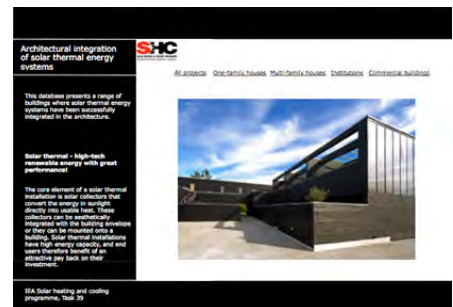 Architectural integration
of solar thermal energy
systems
SHC
All projects One-family houses Multi-family houses Institutions Commercial buildings
This database presents a range of
buildings where solar thermal energy
systems have been successfully
integrated in the architecture.
Solar thermal - high-tech
renewable energy with great
performance!
The core element of a solar thermal
installation is solar collectors that
convert the energy in sunlight
directly into usable heat. These
collectors can be aesthetically
integrated with the building envelope
or they can be mounted onto a
building. Solar thermal installations
have high energy capacity, and end
users therefore benefit of an
attractive pay back on their
investment.
IEA Solar heating and cooling
programme, Task 39